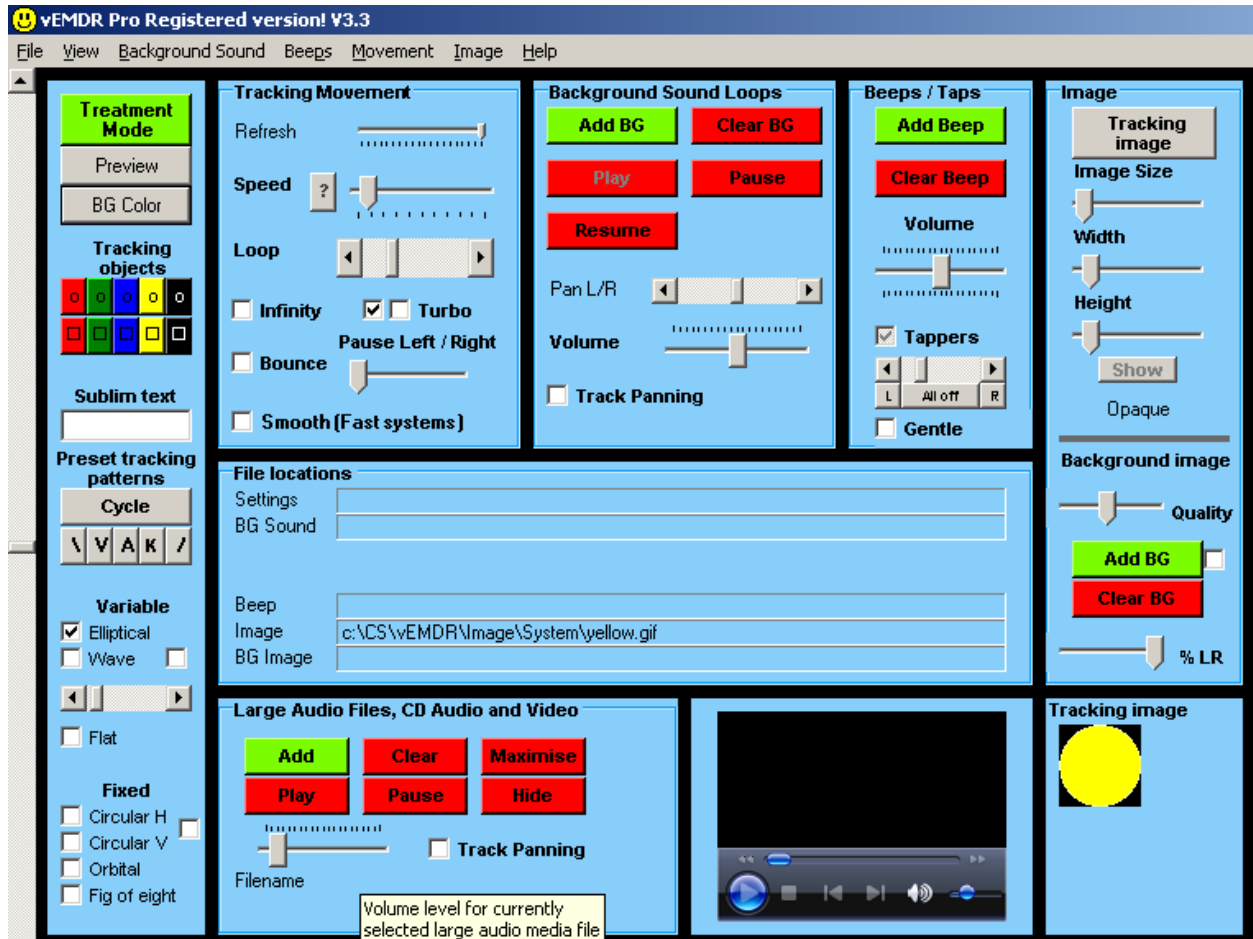 vEMDR Pro Registered version! V3.3
File View Background Sound Beeps Movement Image Help
Treatment
Mode
Preview
BG Color
Tracking
objects
Sublim text
Preset tracking
patterns
Cycle
\ V A K /
Variable
Elliptical
Wave
Flat
Fixed
Circular H
Circular V
Orbital
Fig of eight
Tracking Movement
Refresh
Speed ?
Loop
Infinity Turbo
Pause Left / Right
Bounce
Smooth (Fast systems)
Background Sound Loops
Add BG Clear BG
Play Pause
Resume
Pan L/R
Volume
Track Panning
Beeps / Taps
Add Beep
Clear Beep
Volume
Tappers
L All off R
Gentle
Image
Tracking
image
Image Size
Width
Height
Show
Opaque
Background image
Quality
Add BG
Clear BG
% LR
File locations
Settings
BG Sound
Beep
Image c:\CS\vEMDR\Image\System\yellow.gif
BG Image
Large Audio Files, CD Audio and Video
Add Clear Maximise
Play Pause Hide
Track Panning
Filename
Volume level for currently
selected large audio media file
Tracking image